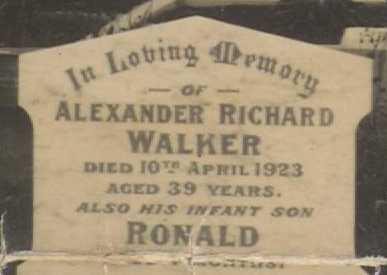 In Loving Memory
— OF —
ALEXANDER RICHARD
WALKER
DIED 10TH APRIL 1923
AGED 39 YEARS.
ALSO HIS INFANT SON
RONALD